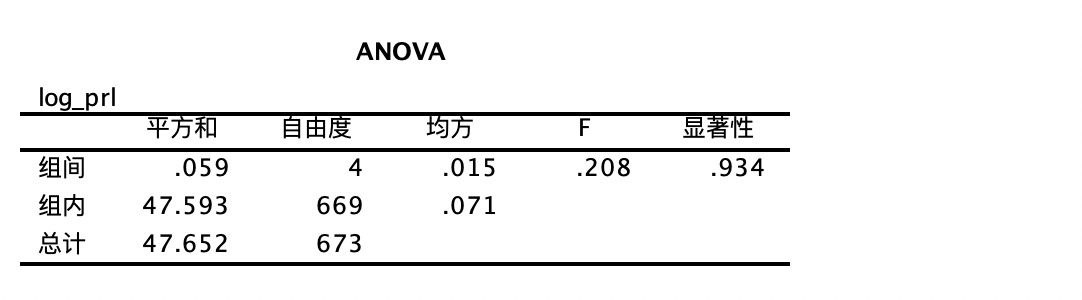 ANOVA
log_prl
平方和 自由度 均方 F 显著性
组间 .059 4 .015 .208 .934
组内 47.593 669 .071
总计 47.652 673